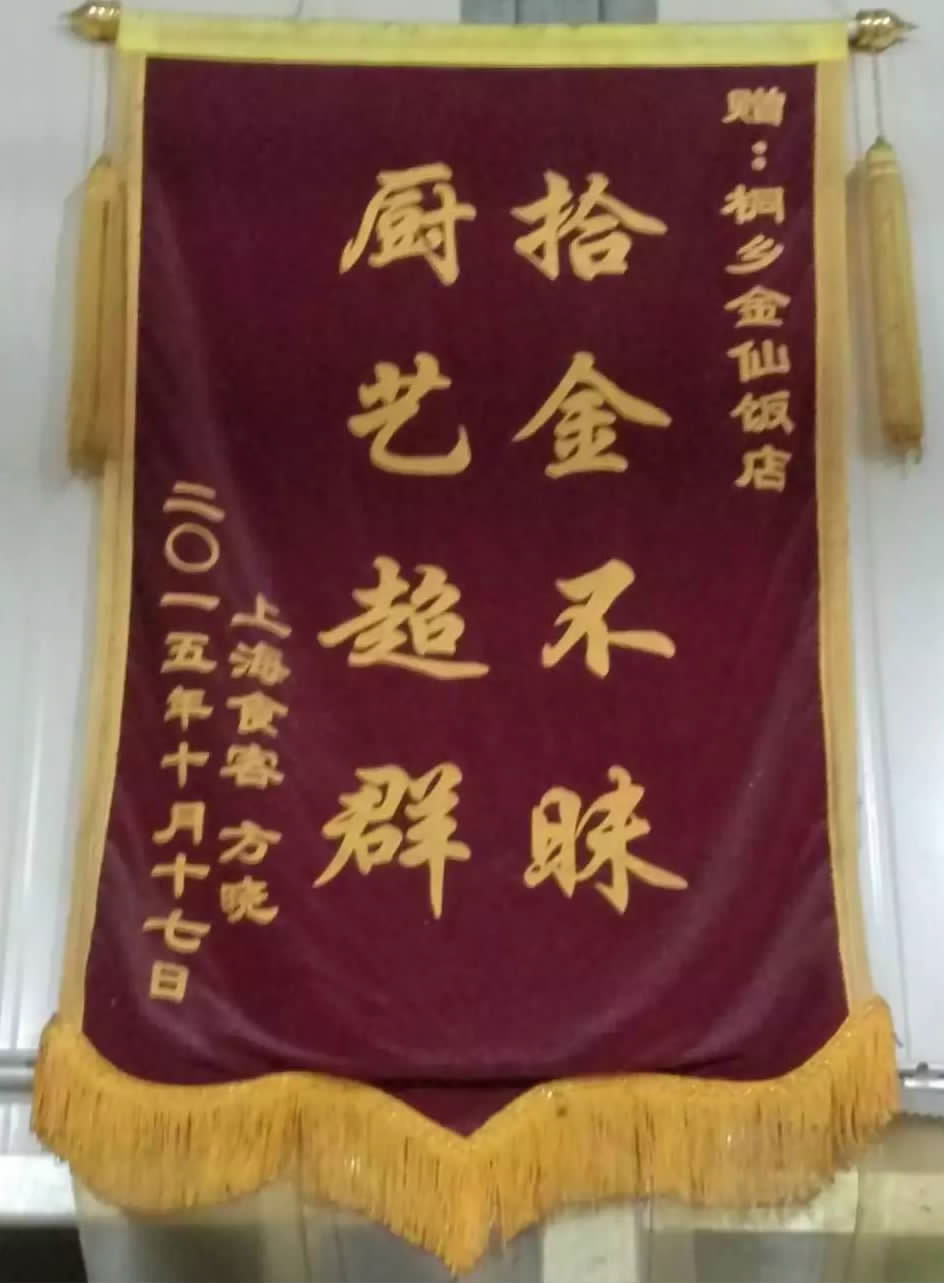 赠：桐乡金仙饭店
拾金不昧
厨艺超群
上海食客 方晓
二〇一五年十月十七日